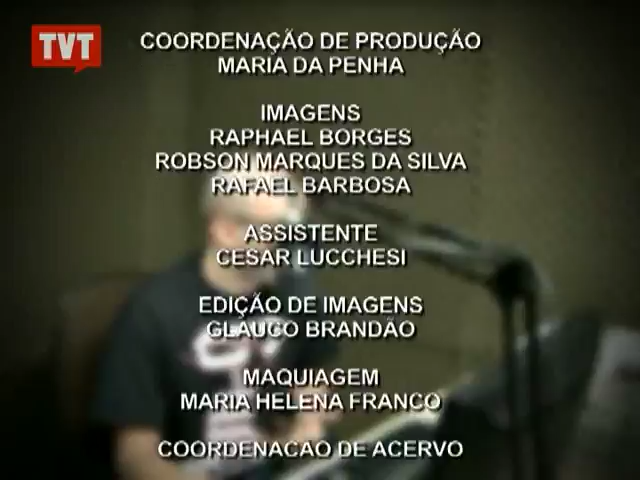 TVT
COORDENAÇÃO DE PRODUÇÃO
MARIA DA PENHA
IMAGENS
RAPHAEL BORGES
ROBSON MARQUES DA SILVA
RAFAEL BARBOSA
ASSISTENTE
CESAR LUCCHESI
EDIÇÃO DE IMAGENS
GLAUCO BRANDÃO
MAQUIAGEM
MARIA HELENA FRANCO
COORDENACAO DE ACERVO